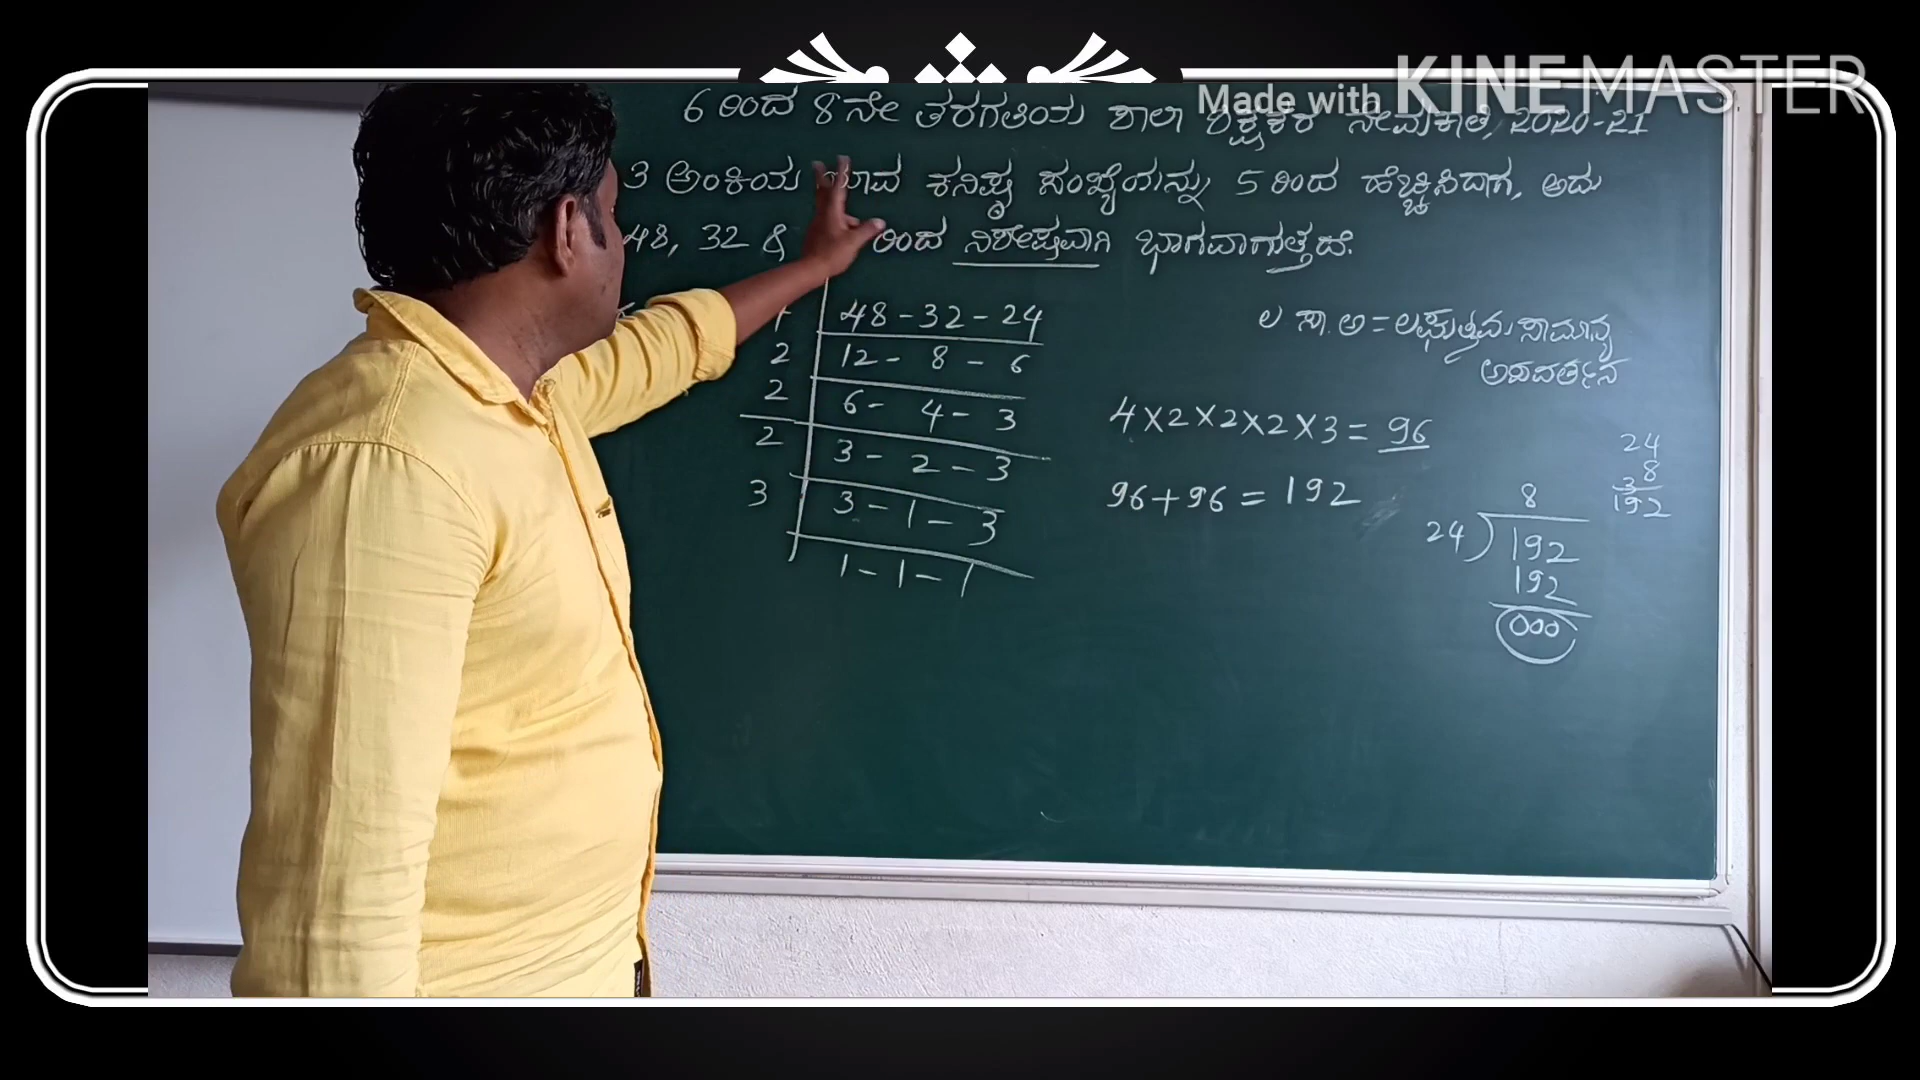 Made with KINEMASTER
6 ರಿಂದ 8ನೇ ತರಗತಿಯ ಶಾಲಾ ಶಿಕ್ಷಕರ ನೇಮಕಾತಿ, 2020-21
3 ಅಂಕಿಯ ಯಾವ ಕನಿಷ್ಠ ಸಂಖ್ಯೆಯನ್ನು 5 ರಿಂದ ಹೆಚ್ಚಿಸಿದಾಗ, ಅದು
48, 32 & ರಿಂದ ನಿಶೇಷವಾಗಿ ಭಾಗವಾಗುತ್ತದೆ.
48 - 32 - 24
2 12 - 8 - 6
2 6 - 4 - 3
2 3 - 2 - 3
3 3 - 1 - 3
1 - 1 - 1
ಲ ಸಾ. ಅ = ಲಘುತ್ತಮ ಸಾಮಾನ್ಯ
ಅಪವರ್ತನ
4 X 2 X 2 X 2 X 3 = 96
96 + 96 = 192
24
8
192
8
24) 192
192
000